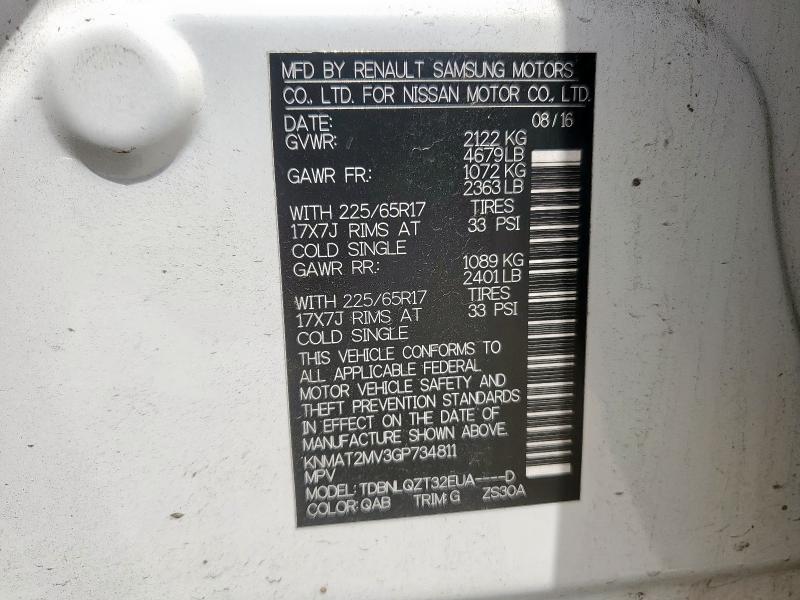 MFD BY RENAULT SAMSUNG MOTORS
CO., LTD. FOR NISSAN MOTOR CO., LTD.
DATE: 08/16
GVWR: 2122 KG
4679LB
GAWR FR.: 1072 KG
2363 LB
WITH 225/65R17 TIRES
17X7J RIMS AT 33 PSI
COLD SINGLE
GAWR RR.: 1089 KG
2401 LB
WITH 225/65R17 TIRES
17X7J RIMS AT 33 PSI
COLD SINGLE
THIS VEHICLE CONFORMS TO
ALL APPLICABLE FEDERAL
MOTOR VEHICLE SAFETY AND
THEFT PREVENTION STANDARDS
IN EFFECT ON THE DATE OF
MANUFACTURE SHOWN ABOVE.
KNMAT2MV3GP734811
MPV
MODEL: TDBNLQZT32EUA----D
COLOR: QAB TRIM: G ZS30A